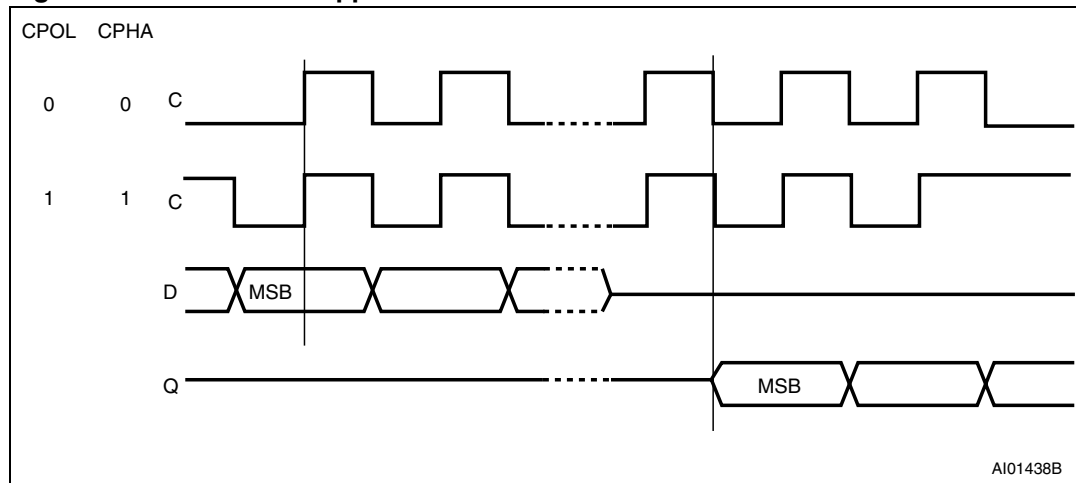 CPOL CPHA
0 0 C
1 1 C
D MSB
Q MSB
AI01438B